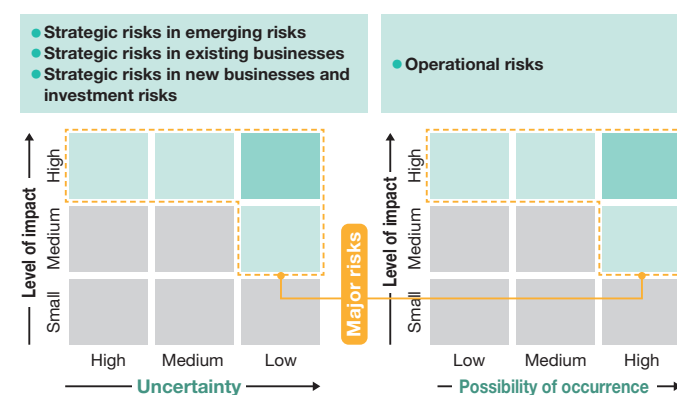 ● Strategic risks in emerging risks
● Strategic risks in existing businesses
● Strategic risks in new businesses and
investment risks
● Operational risks
Level of impact
High
Medium
Small
High Medium Low
Uncertainty
Major risks
Level of impact
High
Medium
Small
Low Medium High
Possibility of occurrence